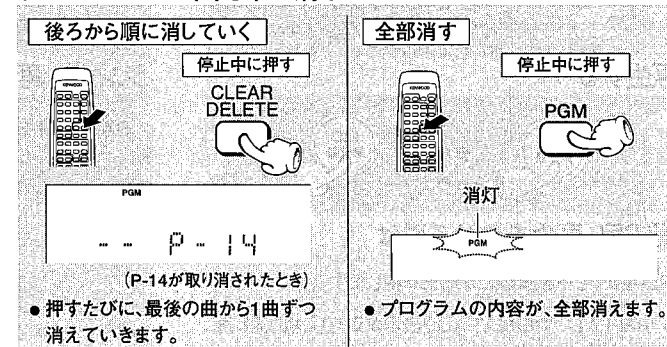 後ろから順に消していく
停止中に押す
KENWOOD
CLEAR
DELETE
PGM
-- P-14
(P-14が取り消されたとき)
● 押すたびに、最後の曲から1曲ずつ
消えていきます。
全部消す
停止中に押す
KENWOOD
PGM
消灯
PGM
● プログラムの内容が、全部消えます。